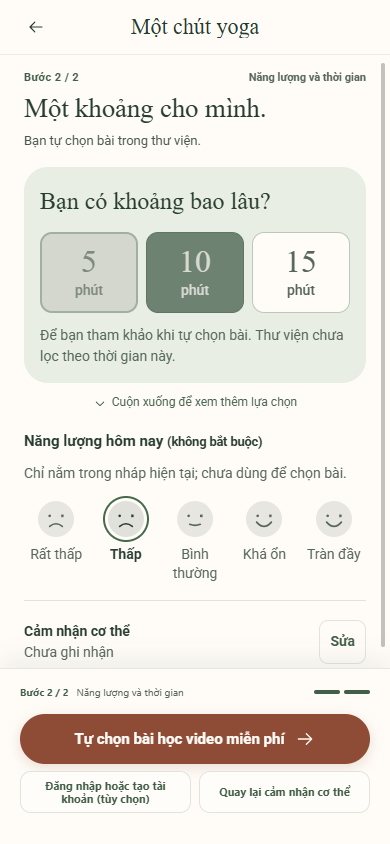 Một chút yoga
Bước 2 / 2
Năng lượng và thời gian
Một khoảng cho mình.
Bạn tự chọn bài trong thư viện.
Bạn có khoảng bao lâu?
5
phút
10
phút
15
phút
Để bạn tham khảo khi tự chọn bài. Thư viện chưa
lọc theo thời gian này.
Cuộn xuống để xem thêm lựa chọn
Năng lượng hôm nay (không bắt buộc)
Chỉ nằm trong nháp hiện tại; chưa dùng để chọn bài.
Rất thấp
Thấp
Bình
thường
Khá ổn
Tràn đầy
Cảm nhận cơ thể
Chưa ghi nhận
Sửa
Bước 2 / 2 Năng lượng và thời gian
Tự chọn bài học video miễn phí
Đăng nhập hoặc tạo tài
khoản (tùy chọn)
Quay lại cảm nhận cơ thể